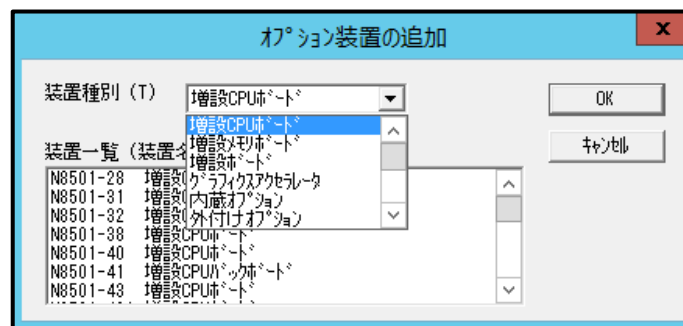 オプション装置の追加
x
装置種別 (T)
増設CPUボード
OK
増設CPUボード
増設メモリボード
キャンセル
装置一覧 (装置名
増設ボード
グラフィクスアクセラレータ
内蔵オプション
外付けオプション
N8501-28 増設
N8501-31 増設
N8501-32 増設
N8501-38 増設CPUボード
N8501-40 増設CPUボード
N8501-41 増設CPUバックボード
N8501-43 増設CPUボード